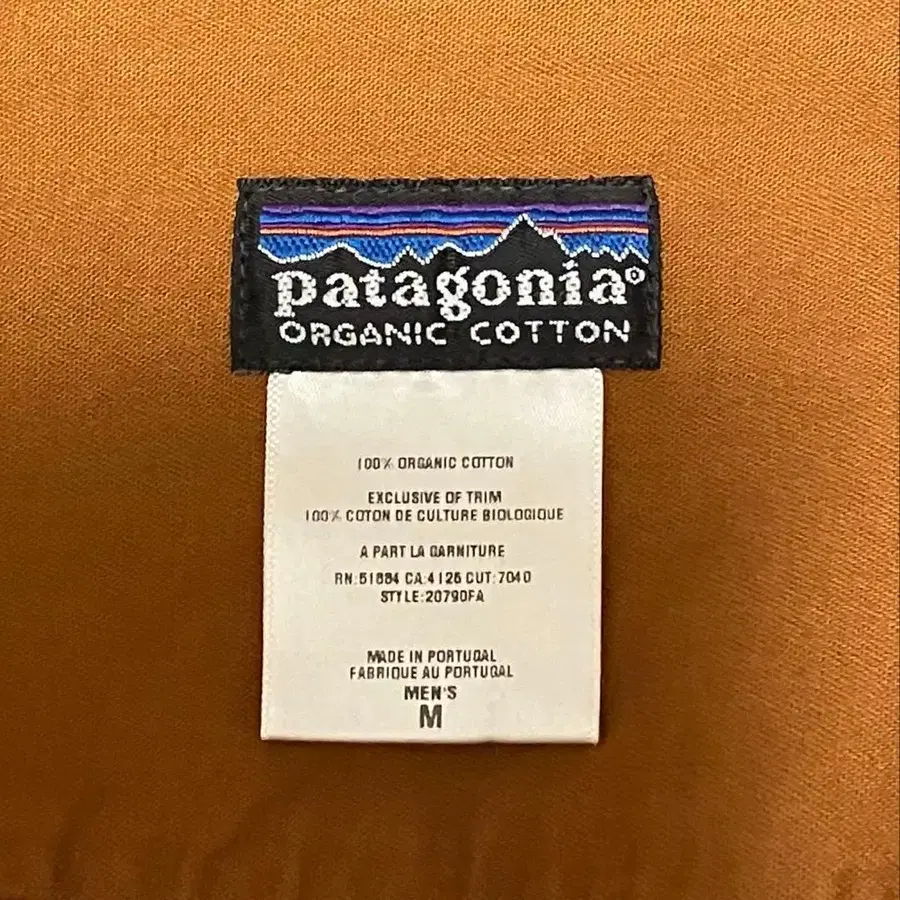 patagonia®
ORGANIC COTTON
100% ORGANIC COTTON
EXCLUSIVE OF TRIM
100% COTON DE CULTURE BIOLOGIQUE
A PART LA GARNITURE
RN:51884 CA:4126 CUT:7040
STYLE:20790FA
MADE IN PORTUGAL
FABRIQUE AU PORTUGAL
MEN'S
M